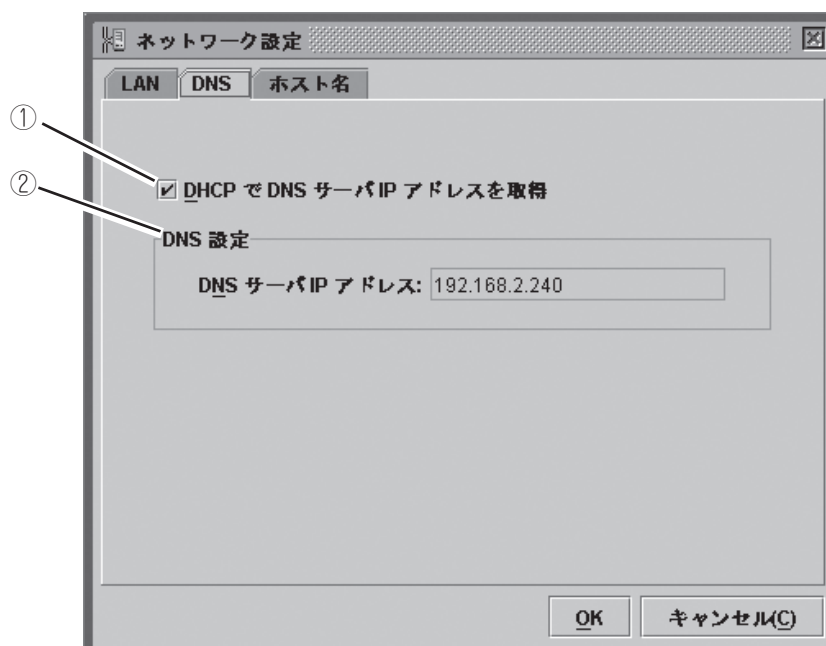 ネットワーク設定
LAN DNS ホスト名
①
DHCP で DNS サーバ IP アドレスを取得
②
DNS 設定
DNS サーバ IP アドレス: 192.168.2.240
OK キャンセル(C)